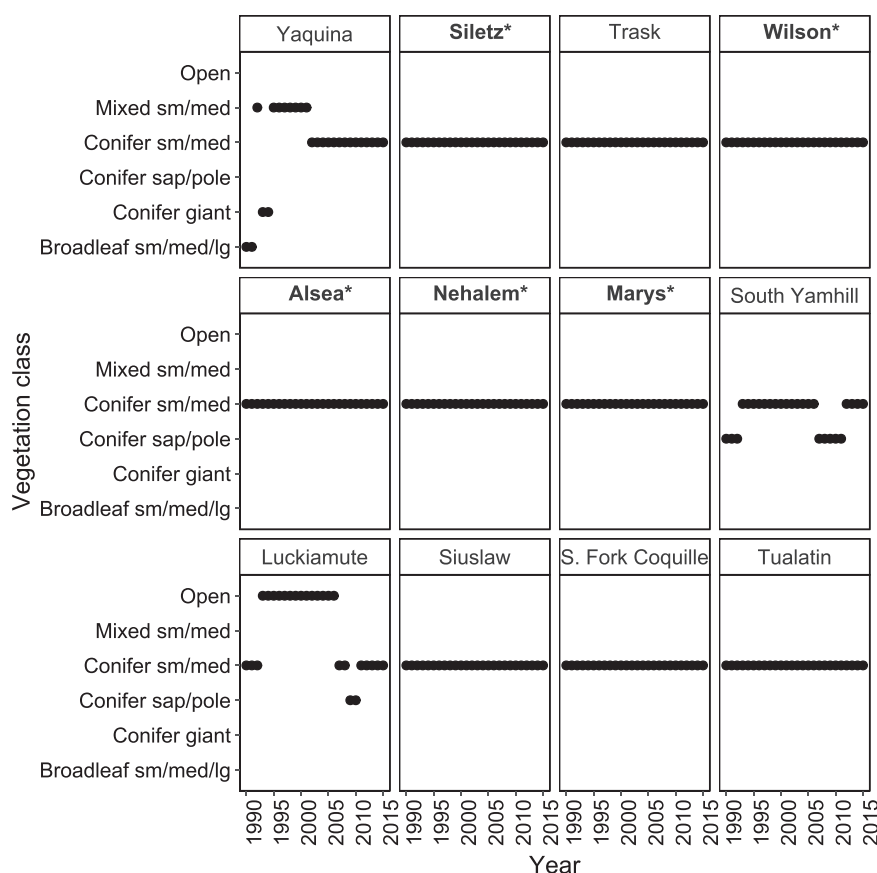 Yaquina
Siletz*
Trask
Wilson*
Open
Mixed sm/med
Conifer sm/med
Conifer sap/pole
Conifer giant
Broadleaf sm/med/lg
Alsea*
Nehalem*
Marys*
South Yamhill
Open
Mixed sm/med
Conifer sm/med
Conifer sap/pole
Conifer giant
Broadleaf sm/med/lg
Vegetation class
Luckiamute
Siuslaw
S. Fork Coquille
Tualatin
Open
Mixed sm/med
Conifer sm/med
Conifer sap/pole
Conifer giant
Broadleaf sm/med/lg
1990 1995 2000 2005 2010 2015
1990 1995 2000 2005 2010 2015
1990 1995 2000 2005 2010 2015
1990 1995 2000 2005 2010 2015
Year